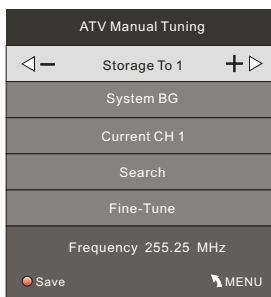 ATV Manual Tuning
Storage To 1
System BG
Current CH 1
Search
Fine-Tune
Frequency 255.25 MHz
Save MENU